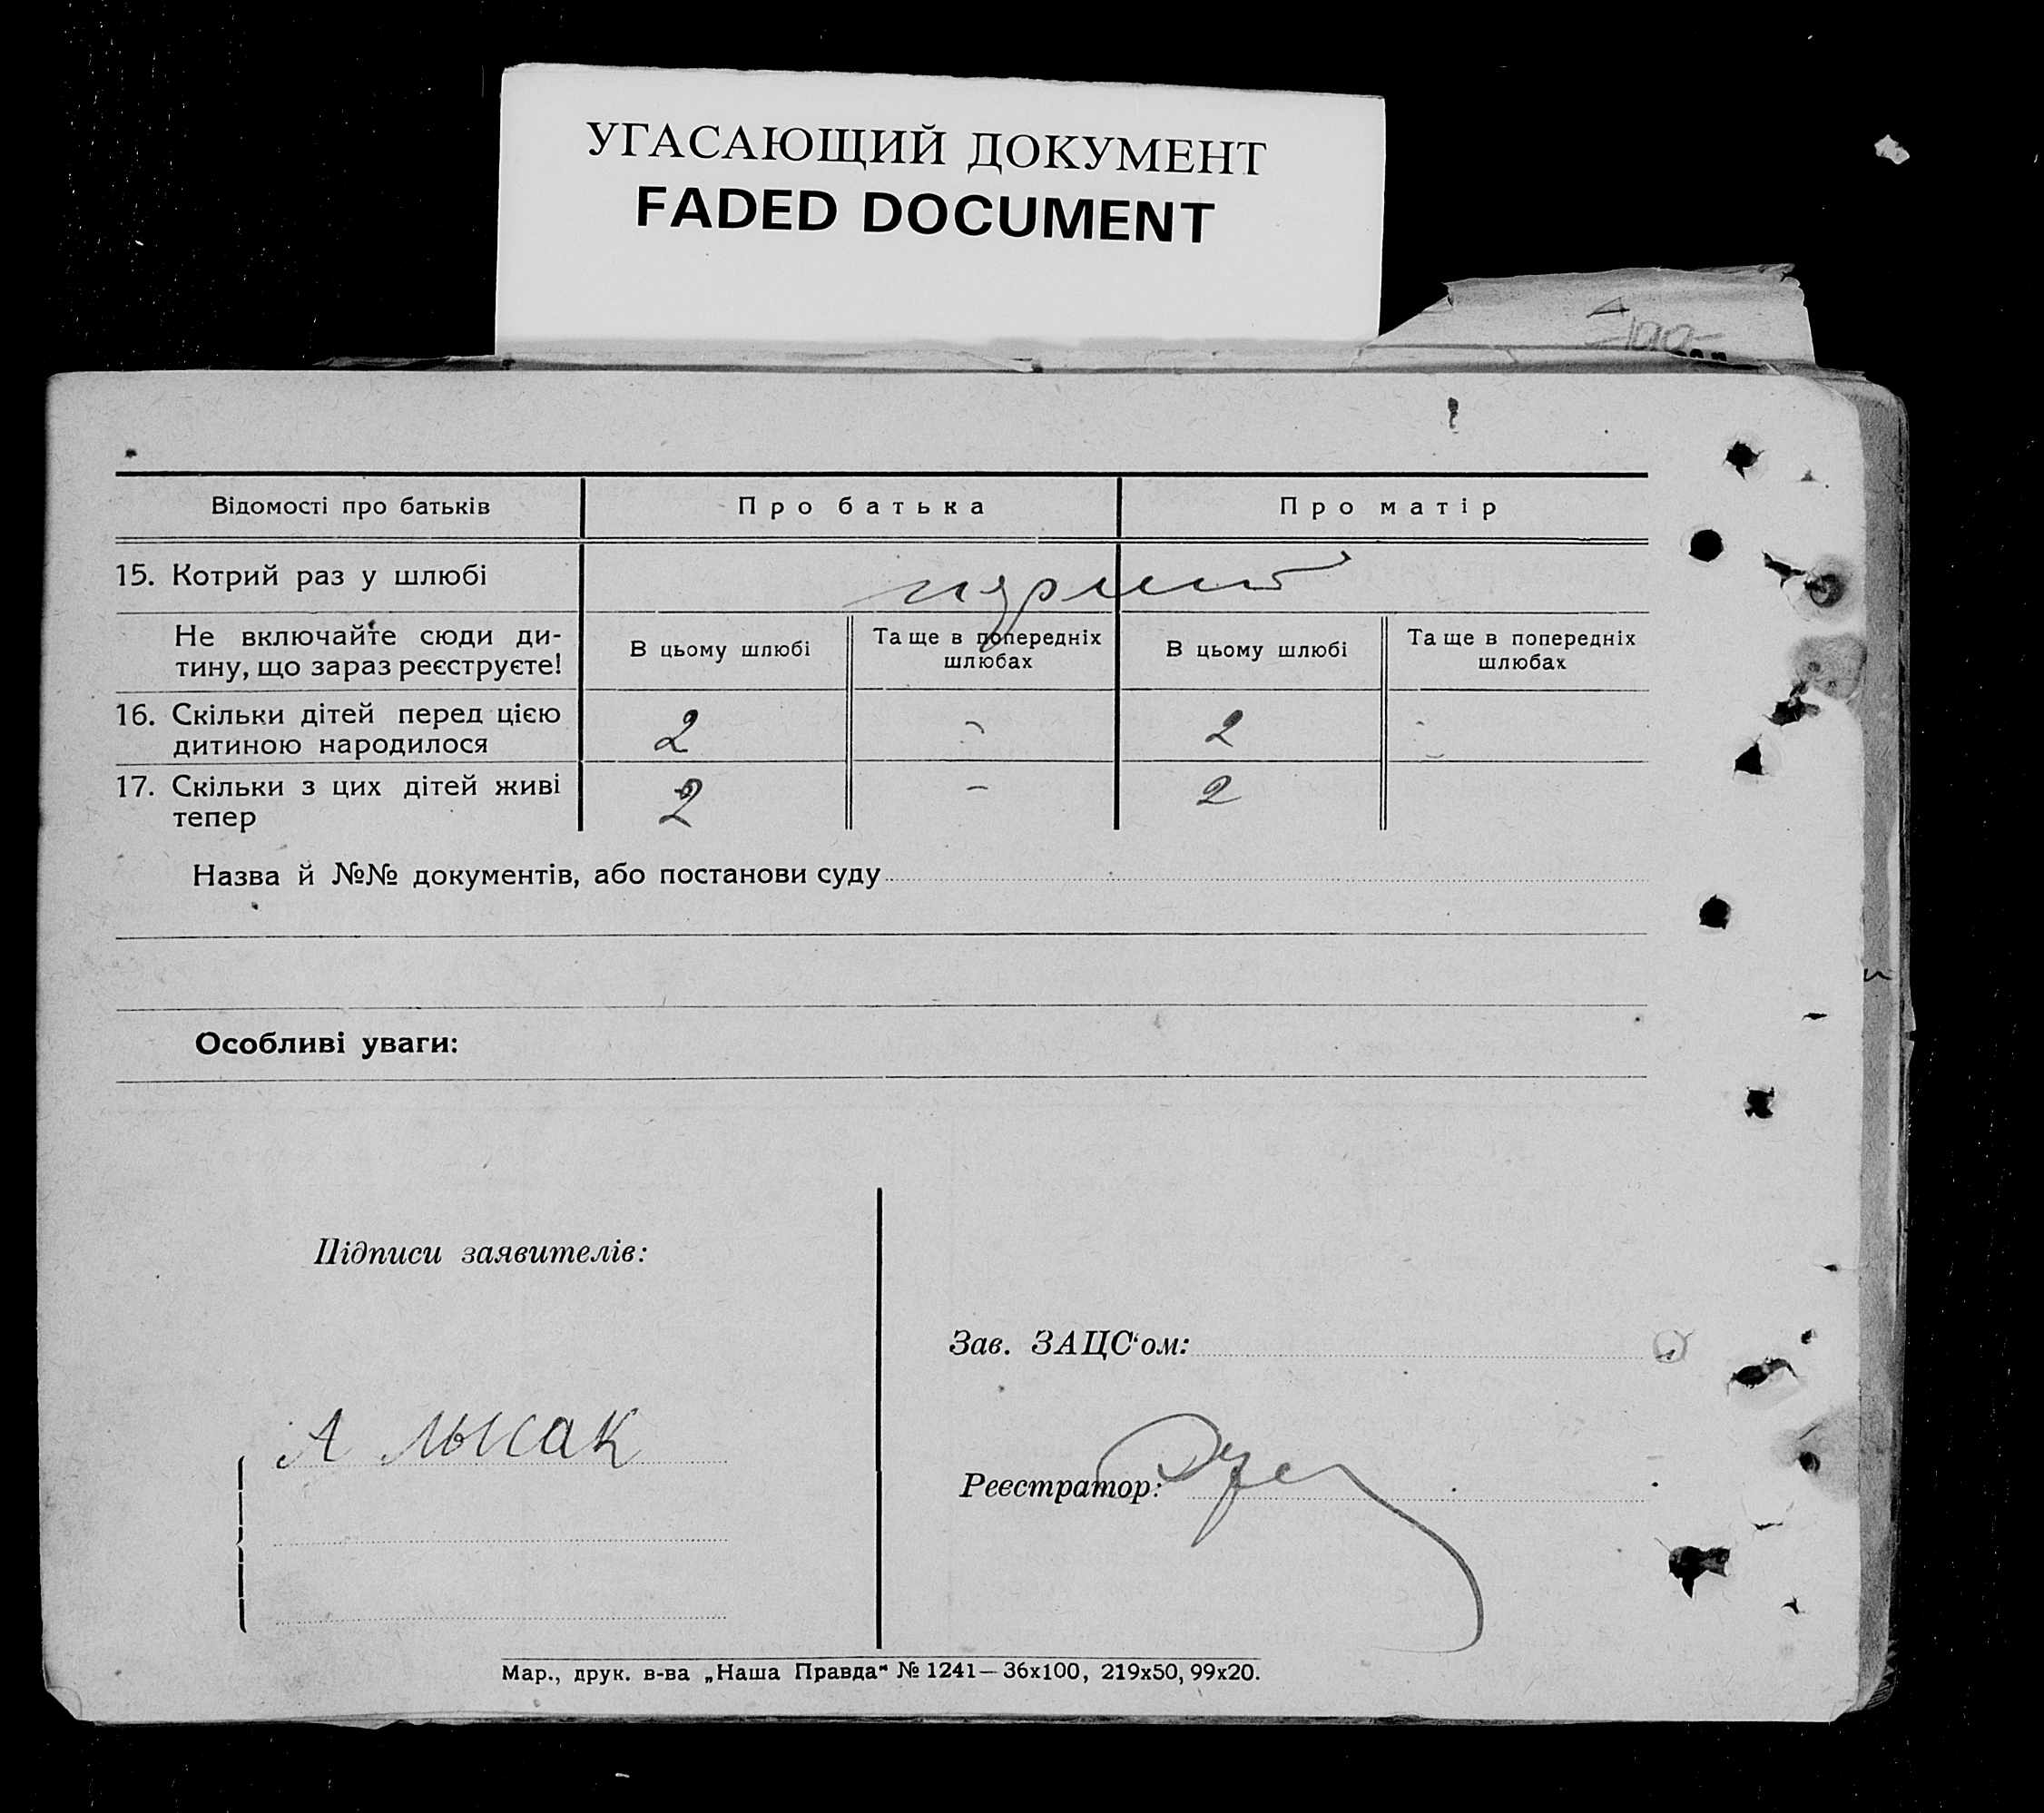 УГАСАЮЩИЙ ДОКУМЕНТ
FADED DOCUMENT
Відомості про батьків
Про батька
Про матір
15. Котрий раз у шлюбі
Не включайте сюди ди-
тину, що зараз реєструєте!
В цьому шлюбі
Та ще в попередніх
шлюбах
В цьому шлюбі
Та ще в попередніх
шлюбах
16. Скільки дітей перед цією
дитиною народилося
2
-
2
17. Скільки з цих дітей живі
тепер
2
-
2
Назва й №№ документів, або постанови суду
Особливі уваги:
Підписи заявителів:
Зав. ЗАЦС‘ом:
А Лысак
Реєстратор:
Мар., друк. в-ва „Наша Правда“ № 1241—36х100, 219х50, 99х20.